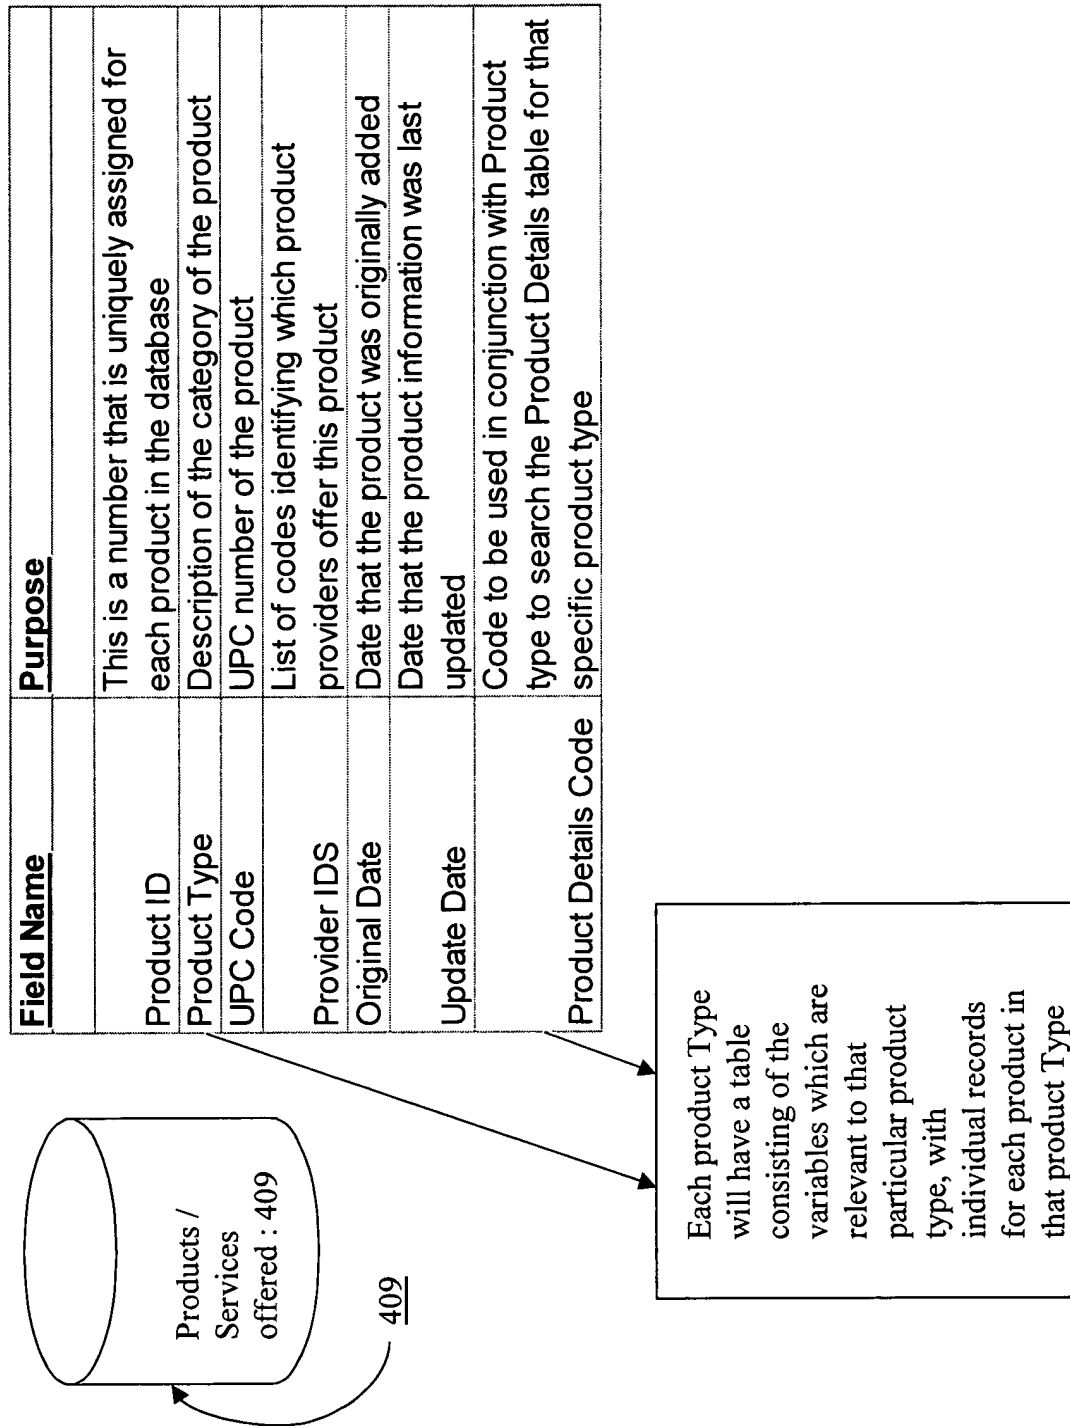 Products /
Services
offered : 409
409
Field Name Purpose
Product ID This is a number that is uniquely assigned for
each product in the database
Product Type Description of the category of the product
UPC Code UPC number of the product
Provider IDS List of codes identifying which product
providers offer this product
Original Date Date that the product was originally added
Update Date Date that the product information was last
updated
Product Details Code Code to be used in conjunction with Product
type to search the Product Details table for that
specific product type
Each product Type
will have a table
consisting of the
variables which are
relevant to that
particular product
type, with
individual records
for each product in
that product Type